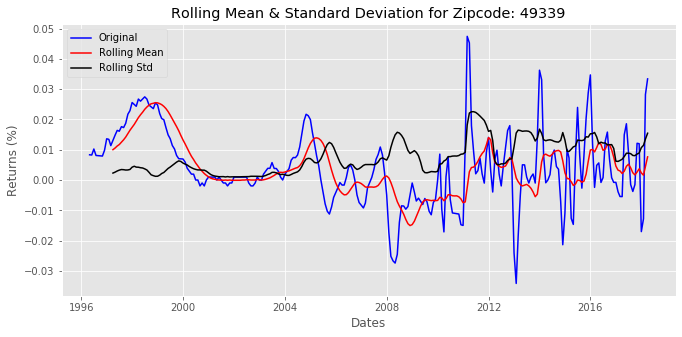 Rolling Mean & Standard Deviation for Zipcode: 49339
Original
Rolling Mean
Rolling Std
0.05
0.04
0.03
0.02
0.01
0.00
−0.01
−0.02
−0.03
Returns (%)
1996 2000 2004 2008 2012 2016
Dates